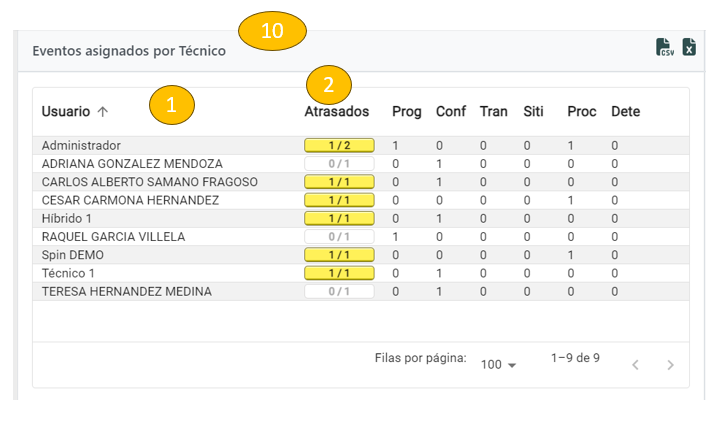 10
Eventos asignados por Técnico
CSV X
1 2
Usuario ↑ Atrasados Prog Conf Tran Siti Proc Dete
Administrador 1 / 2 1 0 0 0 1 0
ADRIANA GONZALEZ MENDOZA 0 / 1 0 1 0 0 0 0
CARLOS ALBERTO SAMANO FRAGOSO 1 / 1 0 1 0 0 0 0
CESAR CARMONA HERNANDEZ 1 / 1 0 0 0 0 1 0
Híbrido 1 1 / 1 0 1 0 0 0 0
RAQUEL GARCIA VILLELA 0 / 1 1 0 0 0 0 0
Spin DEMO 1 / 1 0 0 0 0 1 0
Técnico 1 1 / 1 0 1 0 0 0 0
TERESA HERNANDEZ MEDINA 0 / 1 0 1 0 0 0 0
Filas por página: 100 1–9 de 9